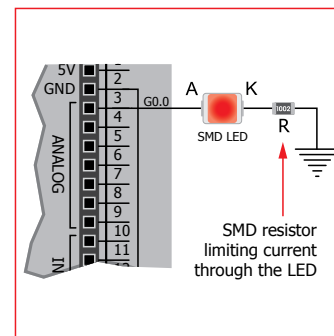 5V
2
GND
3
G0.0
4
5
6
7
8
9
10
11
ANALOG
IN
A
K
SMD LED
1002
R
SMD resistor
limiting current
through the LED